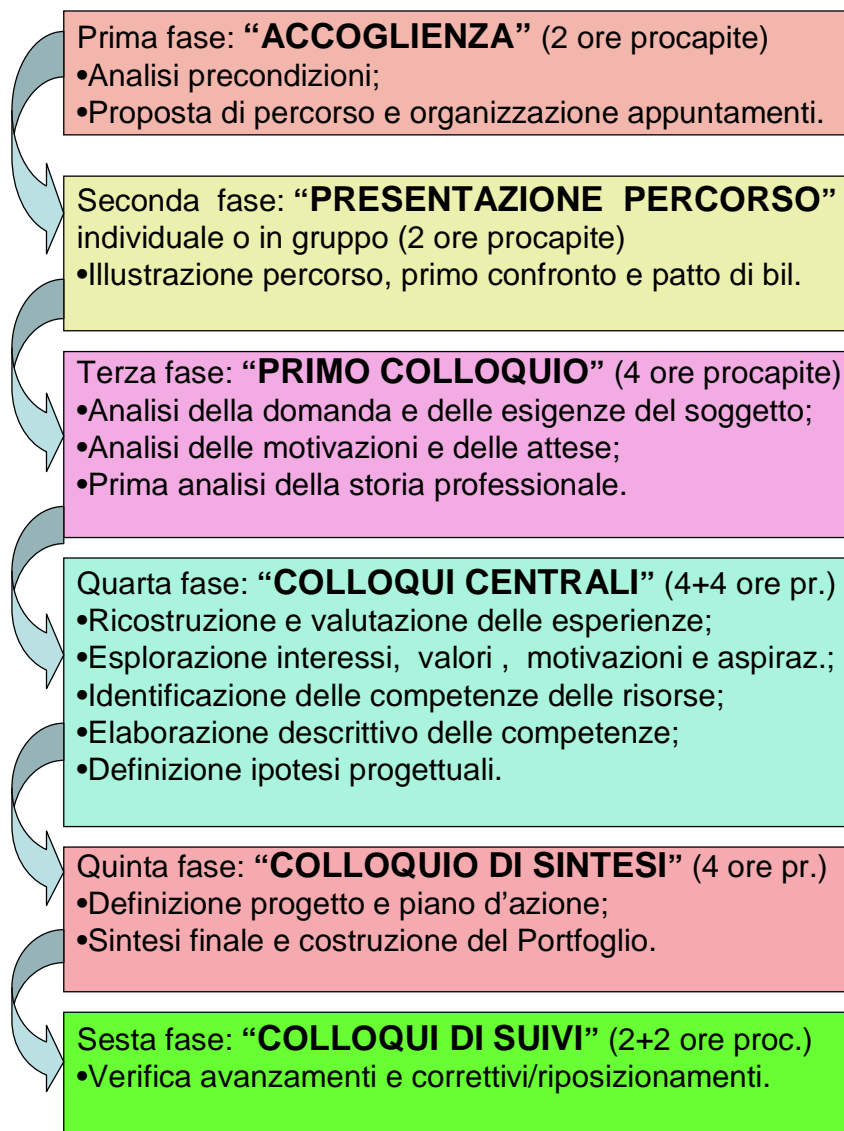 Prima fase: “ACCOGLIENZA” (2 ore procapite)
•Analisi precondizioni;
•Proposta di percorso e organizzazione appuntamenti.
Seconda fase: “PRESENTAZIONE PERCORSO”
individuale o in gruppo (2 ore procapite)
•Illustrazione percorso, primo confronto e patto di bil.
Terza fase: “PRIMO COLLOQUIO” (4 ore procapite)
•Analisi della domanda e delle esigenze del soggetto;
•Analisi delle motivazioni e delle attese;
•Prima analisi della storia professionale.
Quarta fase: “COLLOQUI CENTRALI” (4+4 ore pr.)
•Ricostruzione e valutazione delle esperienze;
•Esplorazione interessi, valori , motivazioni e aspiraz.;
•Identificazione delle competenze delle risorse;
•Elaborazione descrittivo delle competenze;
•Definizione ipotesi progettuali.
Quinta fase: “COLLOQUIO DI SINTESI” (4 ore pr.)
•Definizione progetto e piano d’azione;
•Sintesi finale e costruzione del Portfoglio.
Sesta fase: “COLLOQUI DI SUIVI” (2+2 ore proc.)
•Verifica avanzamenti e correttivi/riposizionamenti.